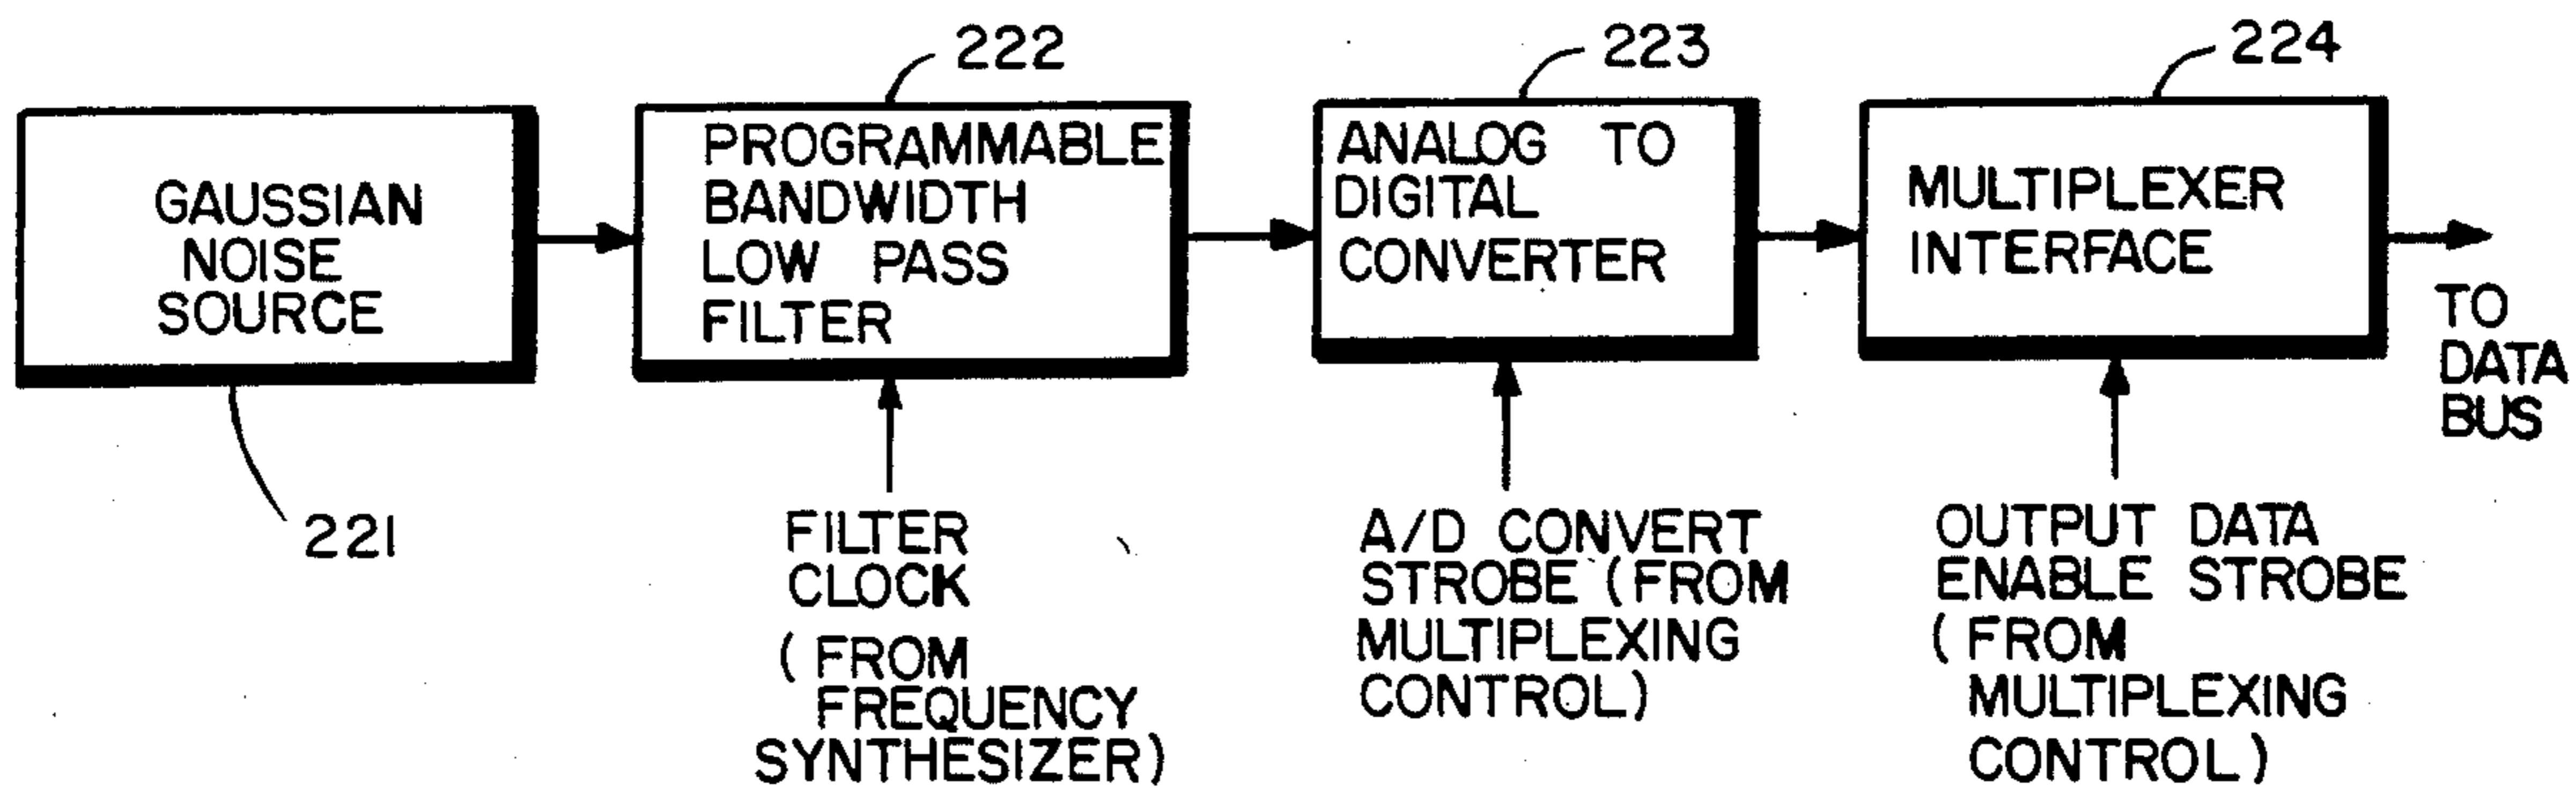 222
223
224
GAUSSIAN
NOISE
SOURCE
221
PROGRAMMABLE
BANDWIDTH
LOW PASS
FILTER
ANALOG TO
DIGITAL
CONVERTER
MULTIPLEXER
INTERFACE
TO
DATA
BUS
FILTER
CLOCK
(FROM
FREQUENCY
SYNTHESIZER)
A/D CONVERT
STROBE (FROM
MULTIPLEXING
CONTROL)
OUTPUT DATA
ENABLE STROBE
(FROM
MULTIPLEXING
CONTROL)